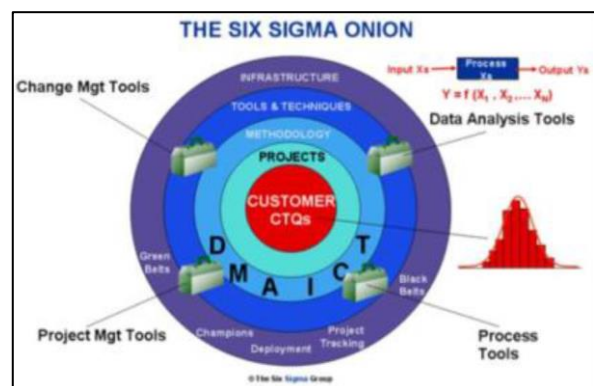 THE SIX SIGMA ONION
Change Mgt Tools
INFRASTRUCTURE
TOOLS & TECHNIQUES
METHODOLOGY
PROJECTS
CUSTOMER
CTQs
Input Xs
Process
Xs
Output Ys
Y = f (X1 , X2 ,... XN)
Data Analysis Tools
D M A I C T
Green
Belts
Black
Belts
Champions
Deployment
Project
Tracking
Project Mgt Tools
Process
Tools
© The Six Sigma Group